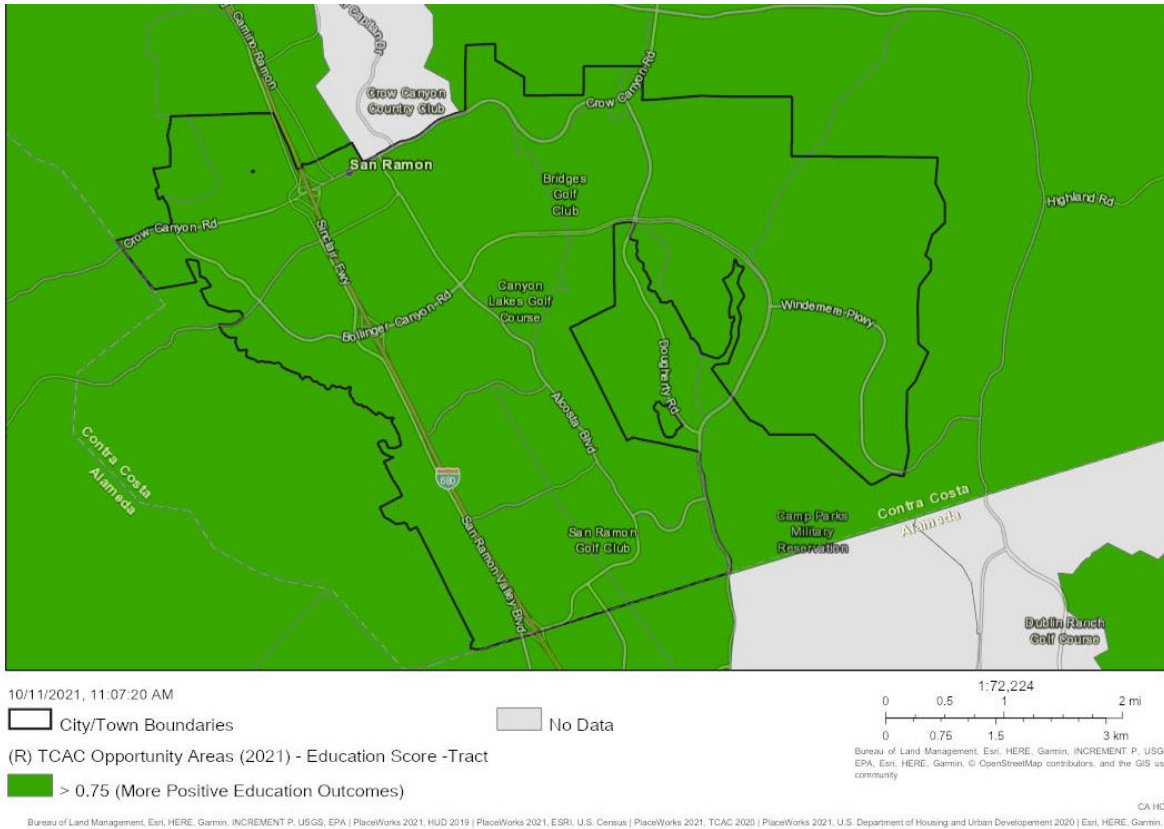 Camino Ramon
El Capitan Dr
Crow Canyon
Country Club
Crow Canyon Rd
San Ramon
Bridges
Golf
Club
Highland Rd
Crow-Canyon-Rd
Sinclair-Fwy
Canyon
Lakes Golf
Course
Bollinger-Canyon-Rd
Windemere-Pkwy
Dougherty-Rd
Alcosta-Blvd
Contra Costa
Alameda
680
San-Ramon-Valley-Blvd
San Ramon
Golf Club
Camp Parks
Military
Reservation
Contra Costa
Alameda
Dublin Ranch
Golf Course
10/11/2021, 11:07:20 AM
City/Town Boundaries
No Data
(R) TCAC Opportunity Areas (2021) - Education Score -Tract
> 0.75 (More Positive Education Outcomes)
1:72,224
0 0.5 1 2 mi
0 0.75 1.5 3 km
Bureau of Land Management, Esri, HERE, Garmin, INCREMENT P, USG
EPA, Esri, HERE, Garmin, © OpenStreetMap contributors, and the GIS us
community
CA HC
Bureau of Land Management, Esri, HERE, Garmin, INCREMENT P, USGS, EPA | PlaceWorks 2021, HUD 2019 | PlaceWorks 2021, ESRI, U.S. Census | PlaceWorks 2021, TCAC 2020 | PlaceWorks 2021, U.S. Department of Housing and Urban Developement 2020 | Esri, HERE, Garmin,